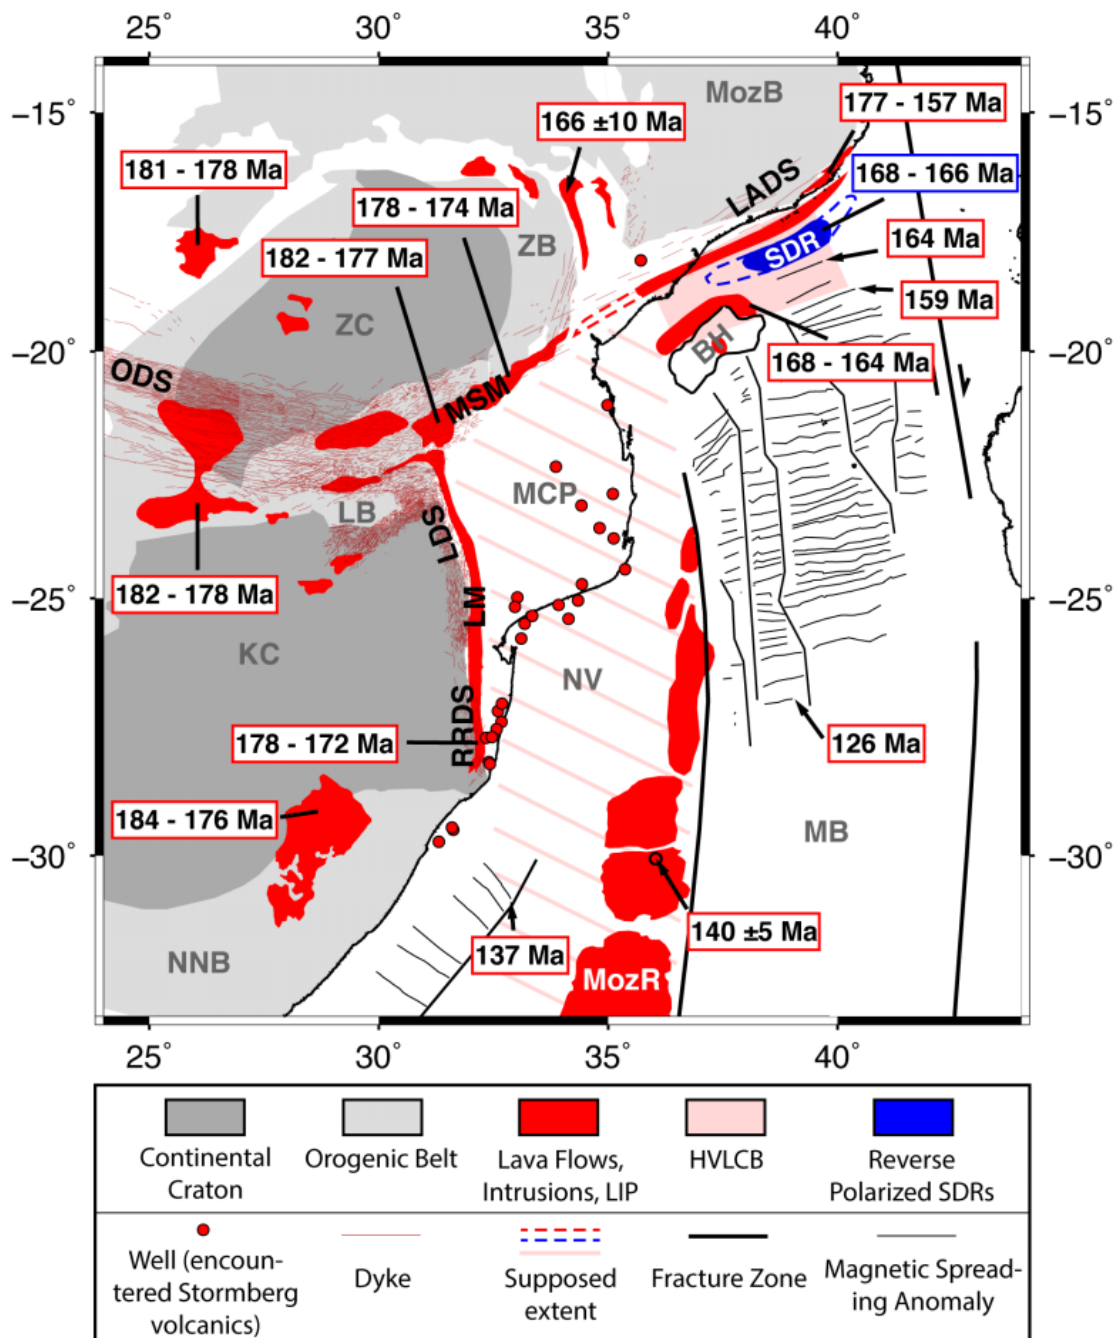 25° 30° 35° 40°
−15° −15°
−20° −20°
−25° −25°
−30° −30°
25° 30° 35° 40°
MozB
177 - 157 Ma
166 ±10 Ma
181 - 178 Ma
LADS
168 - 166 Ma
178 - 174 Ma
ZB
SDR
164 Ma
182 - 177 Ma
159 Ma
ZC
BH
168 - 164 Ma
ODS
MSM
MCP
LB
LDS
182 - 178 Ma
LM
KC
NV
RRDS
178 - 172 Ma
126 Ma
184 - 176 Ma
MB
140 ±5 Ma
137 Ma
NNB
MozR
Continental
Craton
Orogenic Belt
Lava Flows,
Intrusions, LIP
HVLCB
Reverse
Polarized SDRs
Well (encoun-
tered Stormberg
volcanics)
Dyke
Supposed
extent
Fracture Zone
Magnetic Spread-
ing Anomaly